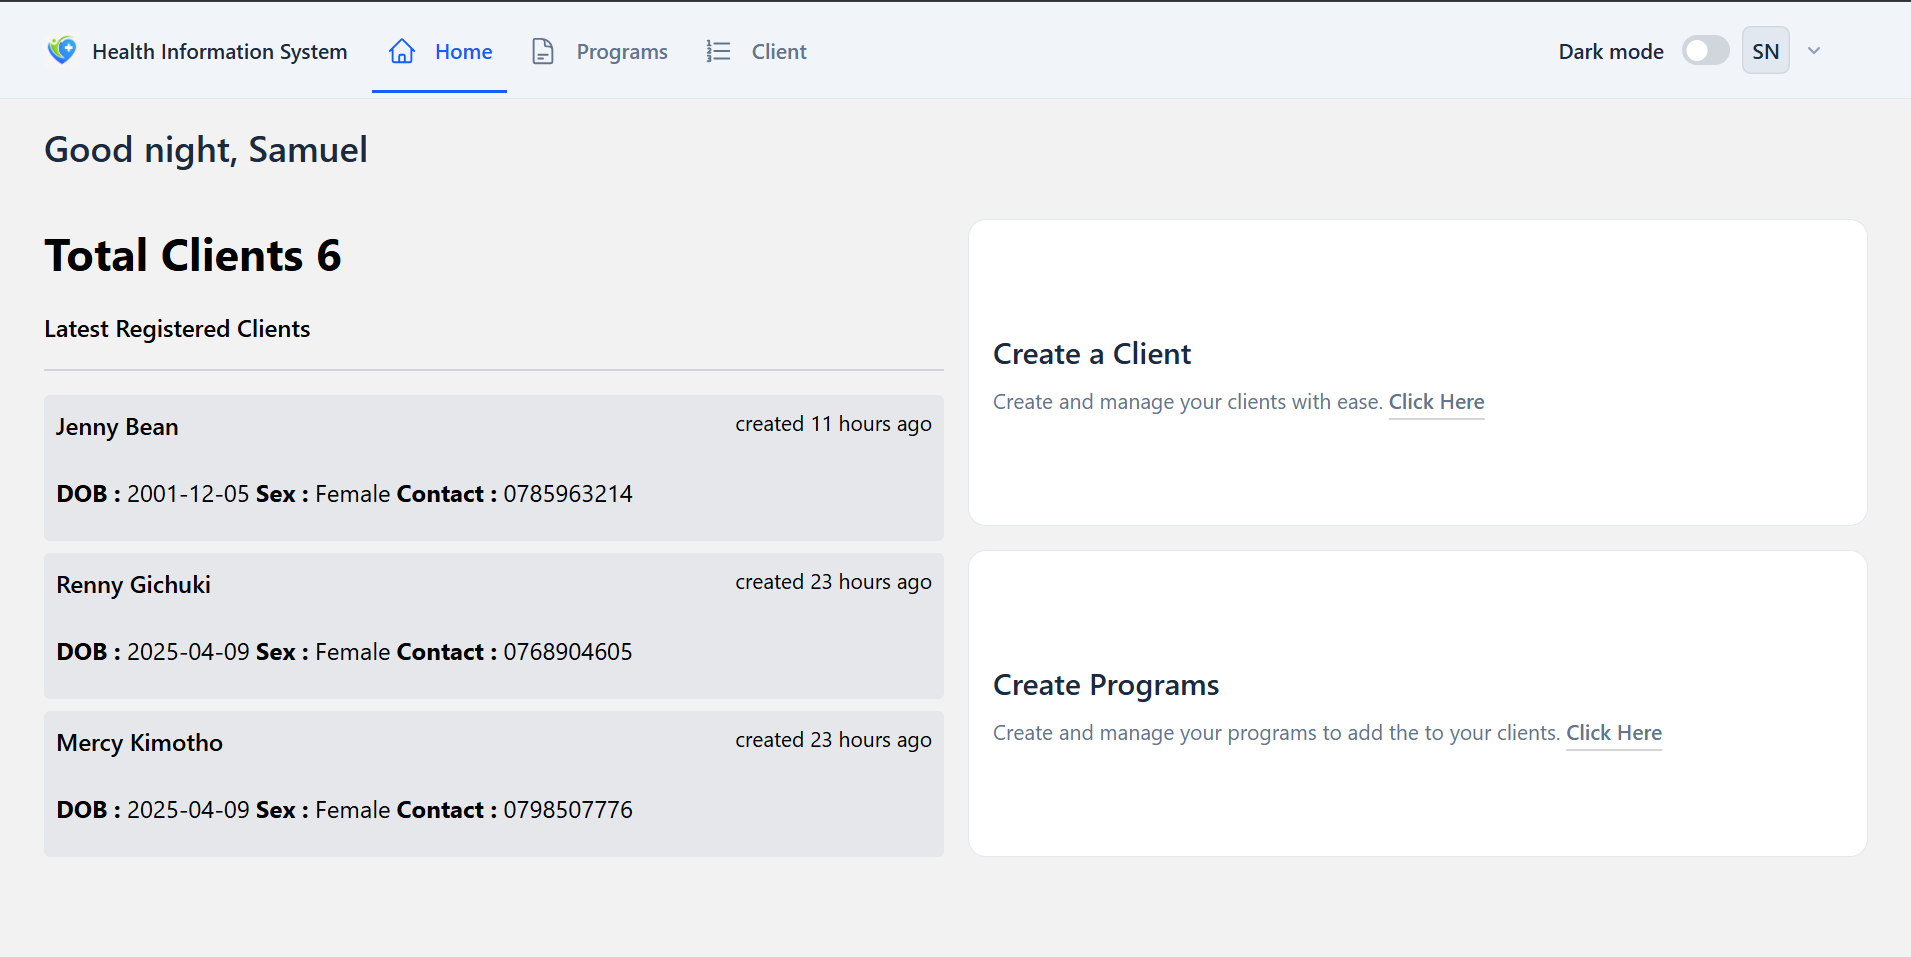 Health Information System
Home
Programs
Client
Dark mode
SN
Good night, Samuel
Total Clients 6
Latest Registered Clients
Jenny Bean
created 11 hours ago
DOB : 2001-12-05 Sex : Female Contact : 0785963214
Renny Gichuki
created 23 hours ago
DOB : 2025-04-09 Sex : Female Contact : 0768904605
Mercy Kimotho
created 23 hours ago
DOB : 2025-04-09 Sex : Female Contact : 0798507776
Create a Client
Create and manage your clients with ease. Click Here
Create Programs
Create and manage your programs to add the to your clients. Click Here